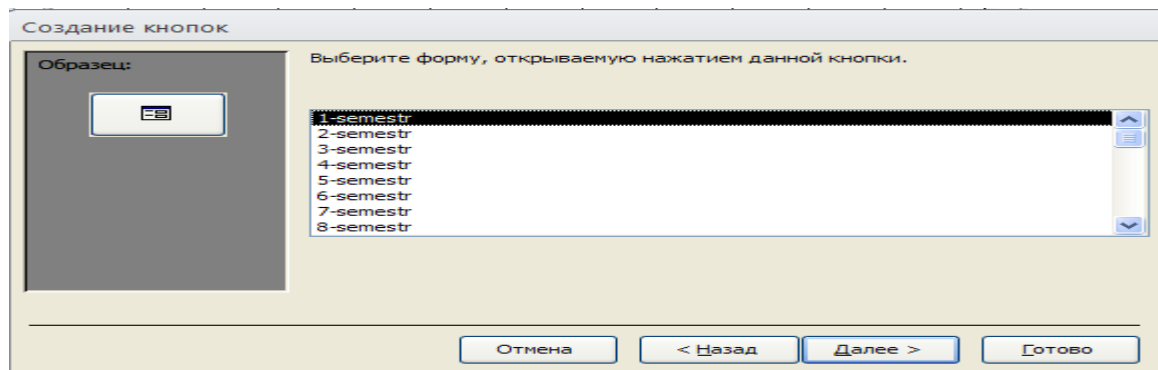 Создание кнопок
Образец:
Выберите форму, открываемую нажатием данной кнопки.
1-semestr
2-semestr
3-semestr
4-semestr
5-semestr
6-semestr
7-semestr
8-semestr
Отмена
< Назад
Далее >
Готово